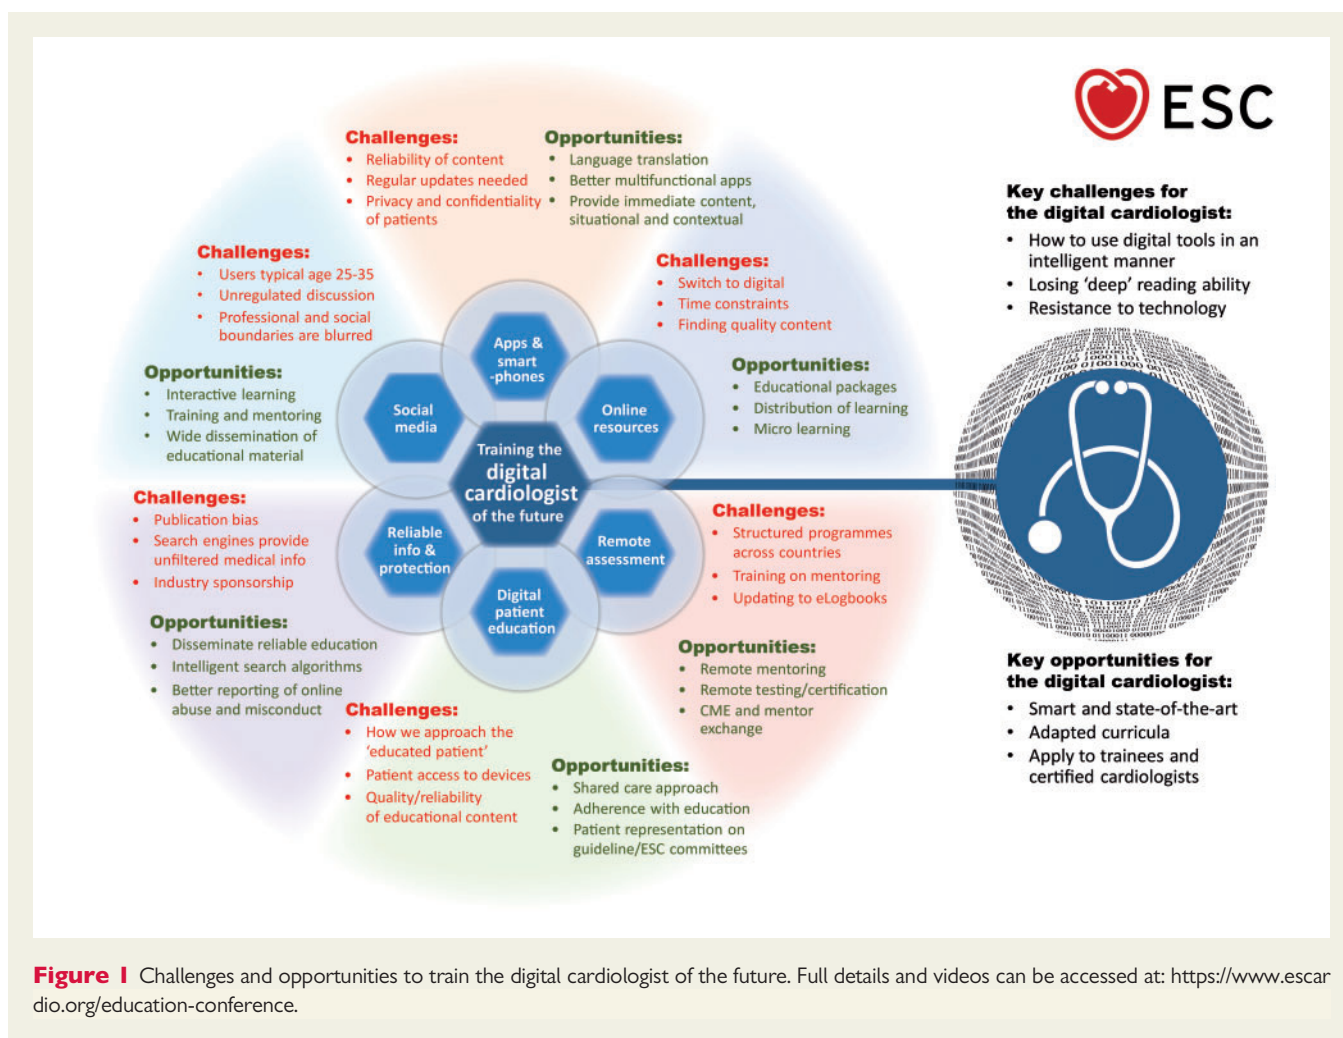 ESC
Challenges:
• Reliability of content
• Regular updates needed
• Privacy and confidentiality
of patients
Opportunities:
• Language translation
• Better multifunctional apps
• Provide immediate content,
situational and contextual
Challenges:
• Users typical age 25-35
• Unregulated discussion
• Professional and social
boundaries are blurred
Opportunities:
• Interactive learning
• Training and mentoring
• Wide dissemination of
educational material
Challenges:
• Switch to digital
• Time constraints
• Finding quality content
Opportunities:
• Educational packages
• Distribution of learning
• Micro learning
Apps &
smart
-phones
Social
media
Online
resources
Training the
digital
cardiologist
of the future
Reliable
info &
protection
Remote
assessment
Digital
patient
education
Challenges:
• Publication bias
• Search engines provide
unfiltered medical info
• Industry sponsorship
Opportunities:
• Disseminate reliable education
• Intelligent search algorithms
• Better reporting of online
abuse and misconduct
Challenges:
• Structured programmes
across countries
• Training on mentoring
• Updating to eLogbooks
Opportunities:
• Remote mentoring
• Remote testing/certification
• CME and mentor
exchange
Challenges:
• How we approach the
‘educated patient’
• Patient access to devices
• Quality/reliability
of educational content
Opportunities:
• Shared care approach
• Adherence with education
• Patient representation on
guideline/ESC committees
Key challenges for
the digital cardiologist:
• How to use digital tools in an
intelligent manner
• Losing ‘deep’ reading ability
• Resistance to technology
Key opportunities for
the digital cardiologist:
• Smart and state-of-the-art
• Adapted curricula
• Apply to trainees and
certified cardiologists
Figure 1 Challenges and opportunities to train the digital cardiologist of the future. Full details and videos can be accessed at: https://www.escar
dio.org/education-conference.